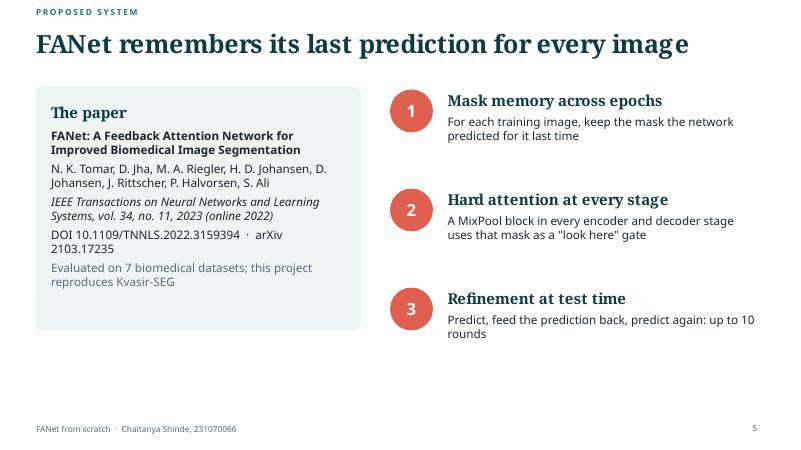 PROPOSED SYSTEM
FANet remembers its last prediction for every image
The paper
FANet: A Feedback Attention Network for
Improved Biomedical Image Segmentation
N. K. Tomar, D. Jha, M. A. Riegler, H. D. Johansen, D.
Johansen, J. Rittscher, P. Halvorsen, S. Ali
IEEE Transactions on Neural Networks and Learning
Systems, vol. 34, no. 11, 2023 (online 2022)
DOI 10.1109/TNNLS.2022.3159394 · arXiv
2103.17235
Evaluated on 7 biomedical datasets; this project
reproduces Kvasir-SEG
1
Mask memory across epochs
For each training image, keep the mask the network
predicted for it last time
2
Hard attention at every stage
A MixPool block in every encoder and decoder stage
uses that mask as a "look here" gate
3
Refinement at test time
Predict, feed the prediction back, predict again: up to 10
rounds
FANet from scratch · Chaitanya Shinde, 231070066
5